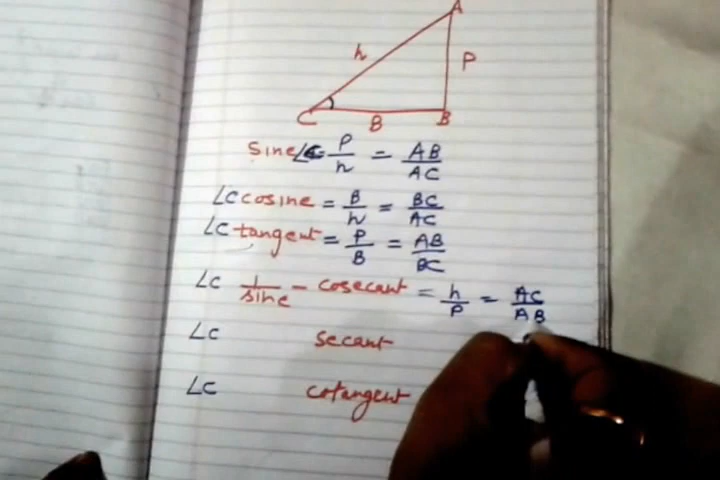 A
h
P
C
B
B
Sine ∠C = P/h = AB/AC
∠C cosine = B/h = BC/AC
∠C tangent = P/B = AB/BC
∠C 1/sine - cosecant = h/P = AC/AB
∠C secant
∠C cotangent